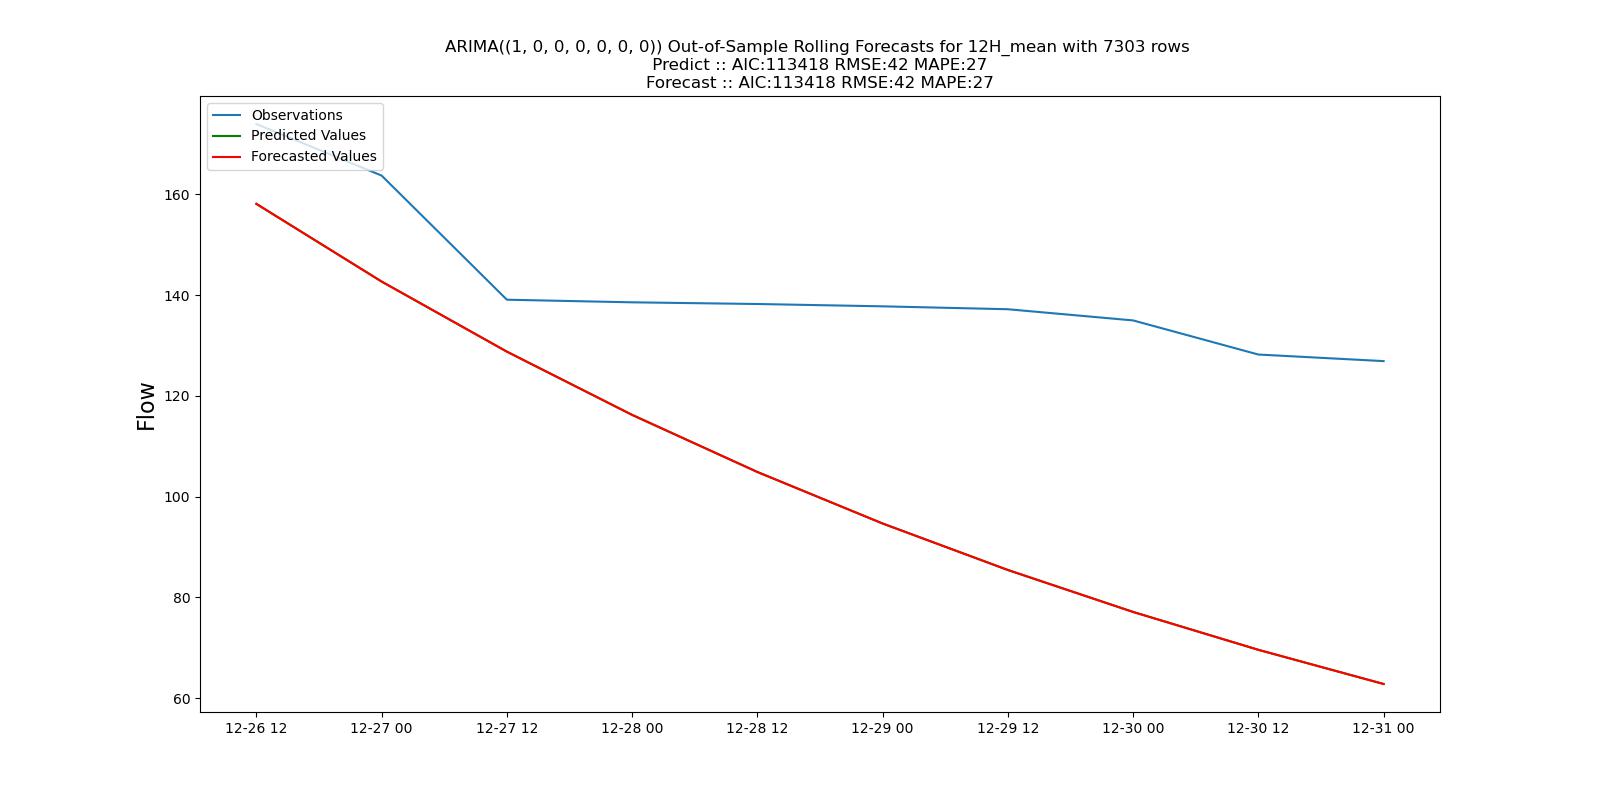 ARIMA((1, 0, 0, 0, 0, 0, 0)) Out-of-Sample Rolling Forecasts for 12H_mean with 7303 rows
Predict :: AIC:113418 RMSE:42 MAPE:27
Forecast :: AIC:113418 RMSE:42 MAPE:27
Observations
Predicted Values
Forecasted Values
160
140
120
100
80
60
Flow
12-26 12
12-27 00
12-27 12
12-28 00
12-28 12
12-29 00
12-29 12
12-30 00
12-30 12
12-31 00